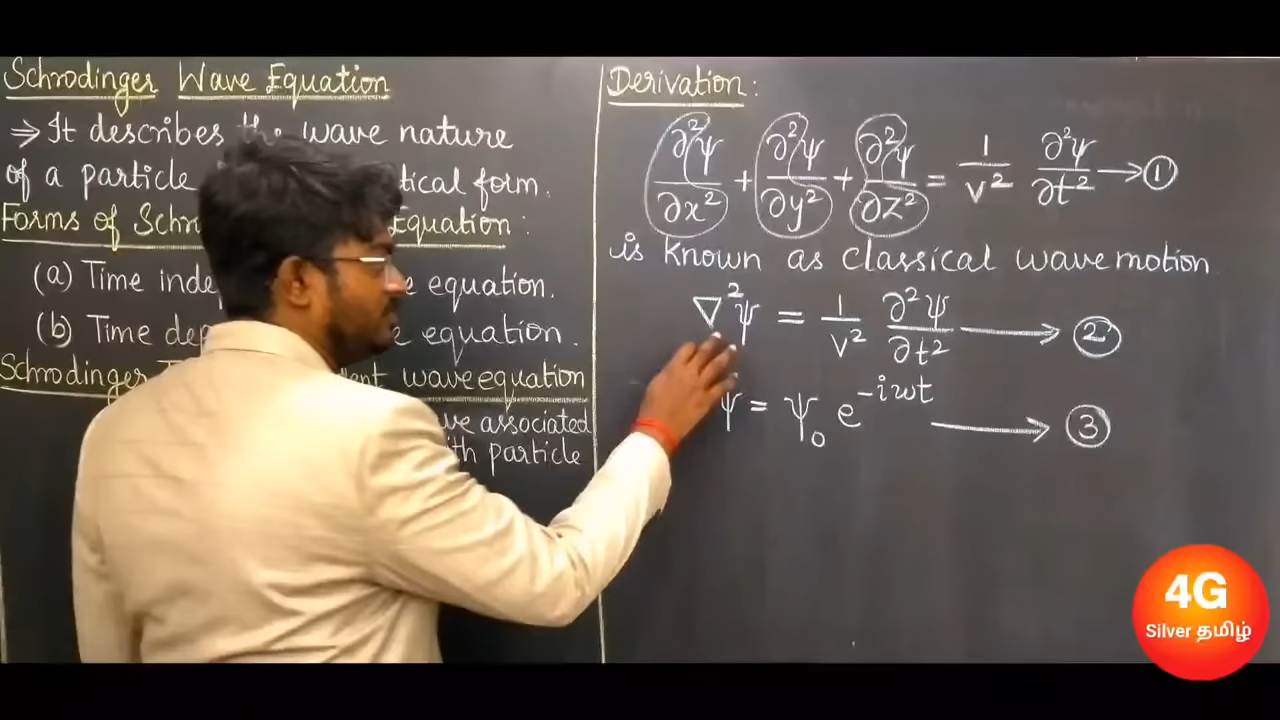 Schrodinger Wave Equation
⇒ It describes the wave nature
of a particle tical form.
Forms of Schr Equation :
(a) Time inde e equation.
(b) Time dep e equation.
Schrodinger T ent wave equation
ve associated
th particle
Derivation :
∂²ψ/∂x² + ∂²ψ/∂y² + ∂²ψ/∂z² = 1/v² ∂²ψ/∂t² → ①
is known as classical wave motion
∇²ψ = 1/v² ∂²ψ/∂t² → ②
ψ = ψ₀ e^-iωt → ③
4G
Silver தமிழ்